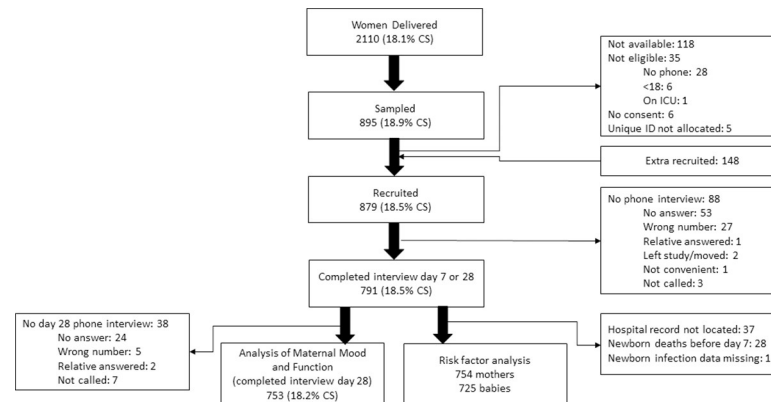 Women Delivered
2110 (18.1% CS)
Not available: 118
Not eligible: 35
No phone: 28
<18: 6
On ICU: 1
No consent: 6
Unique ID not allocated: 5
Sampled
895 (18.9% CS)
Extra recruited: 148
Recruited
879 (18.5% CS)
No phone interview: 88
No answer: 53
Wrong number: 27
Relative answered: 1
Left study/moved: 2
Not convenient: 1
Not called: 3
Completed interview day 7 or 28
791 (18.5% CS)
No day 28 phone interview: 38
No answer: 24
Wrong number: 5
Relative answered: 2
Not called: 7
Analysis of Maternal Mood
and Function
(completed interview day 28)
753 (18.2% CS)
Risk factor analysis
754 mothers
725 babies
Hospital record not located: 37
Newborn deaths before day 7: 28
Newborn infection data missing: 1